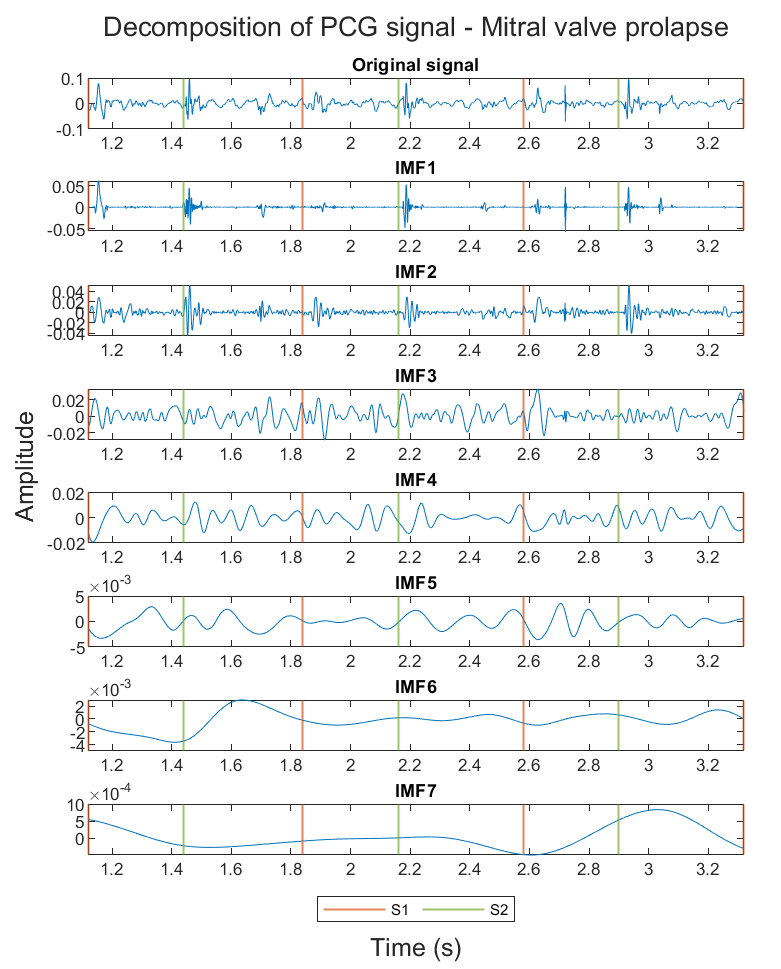 Decomposition of PCG signal - Mitral valve prolapse
Original signal
0.1
0
-0.1
1.2 1.4 1.6 1.8 2 2.2 2.4 2.6 2.8 3 3.2
IMF1
0.05
0
-0.05
1.2 1.4 1.6 1.8 2 2.2 2.4 2.6 2.8 3 3.2
IMF2
0.04
0.02
0
-0.02
-0.04
1.2 1.4 1.6 1.8 2 2.2 2.4 2.6 2.8 3 3.2
IMF3
0.02
0
-0.02
1.2 1.4 1.6 1.8 2 2.2 2.4 2.6 2.8 3 3.2
Amplitude
IMF4
0.02
0
-0.02
1.2 1.4 1.6 1.8 2 2.2 2.4 2.6 2.8 3 3.2
×10-3 IMF5
5
0
-5
1.2 1.4 1.6 1.8 2 2.2 2.4 2.6 2.8 3 3.2
×10-3 IMF6
2
0
-2
-4
1.2 1.4 1.6 1.8 2 2.2 2.4 2.6 2.8 3 3.2
×10-4 IMF7
10
5
0
1.2 1.4 1.6 1.8 2 2.2 2.4 2.6 2.8 3 3.2
S1 S2
Time (s)